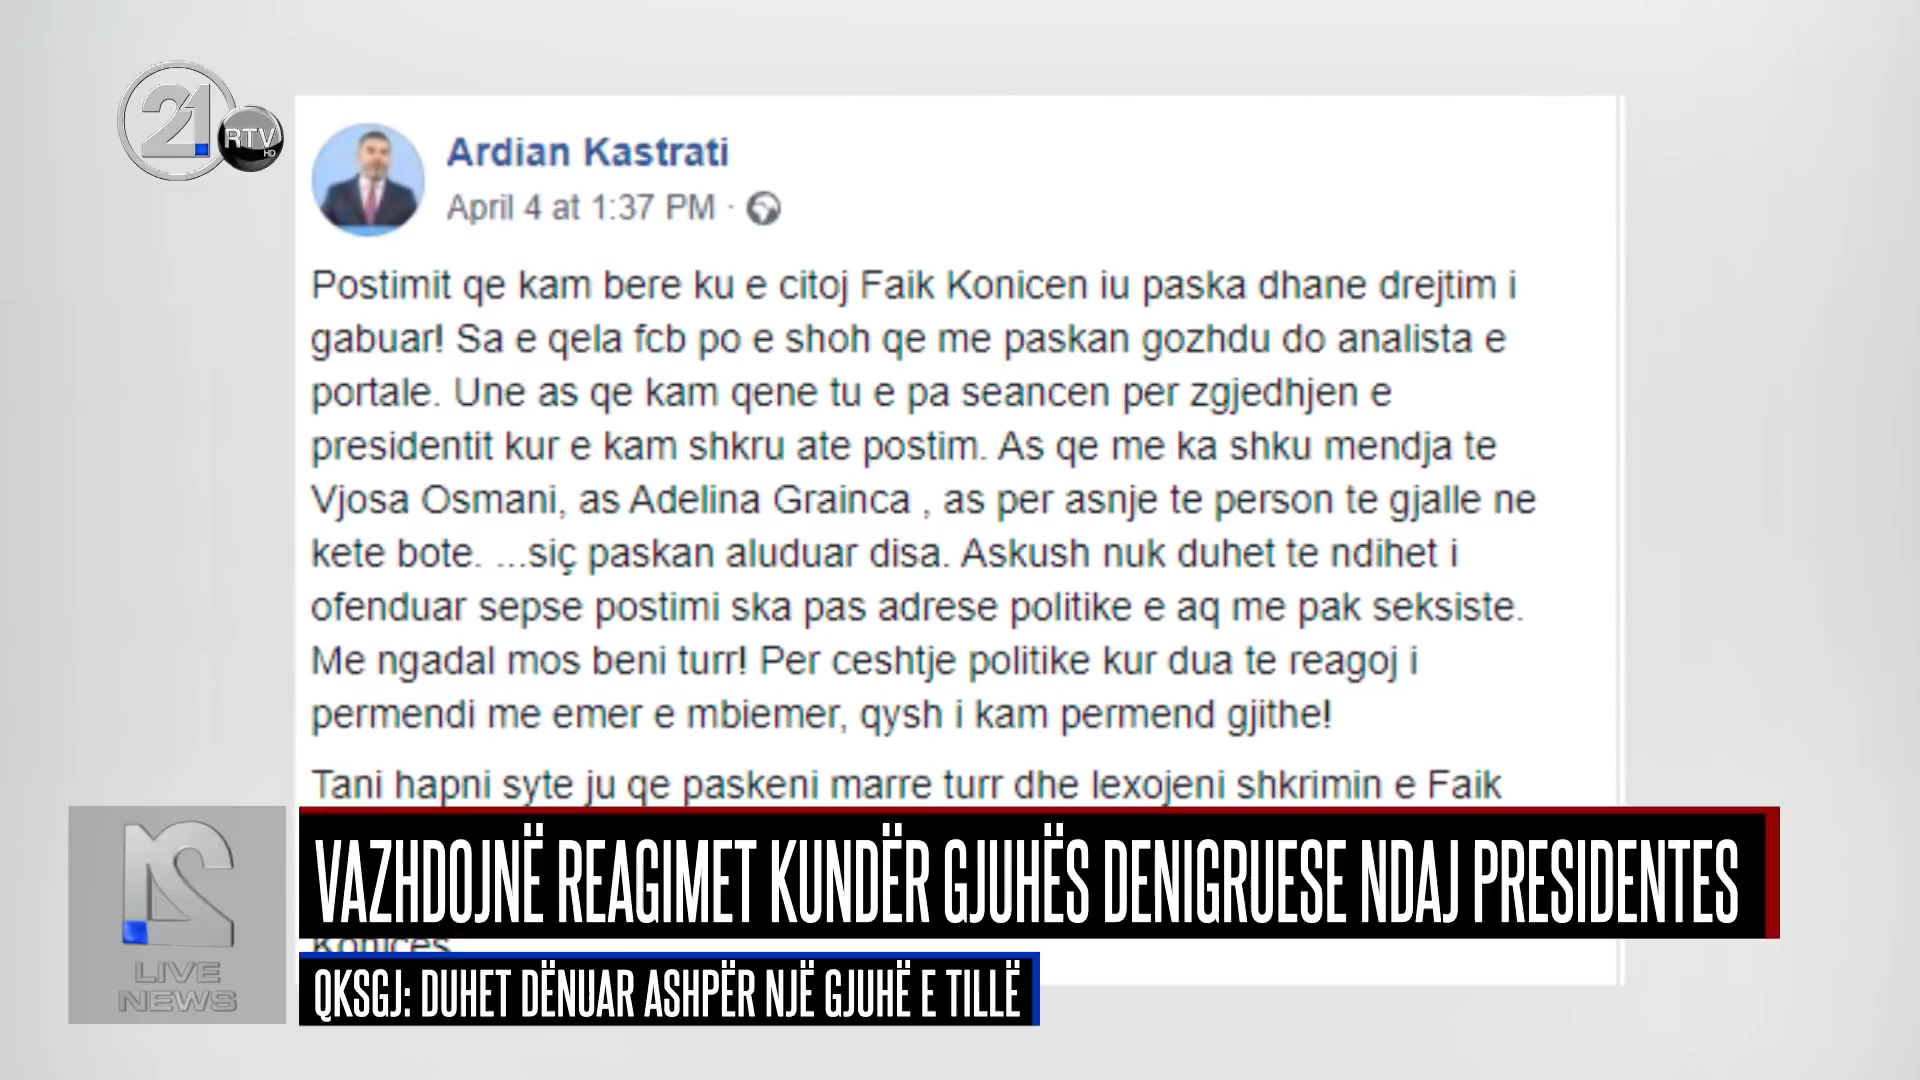 21
RTV
HD
Ardian Kastrati
April 4 at 1:37 PM ·
Postimit qe kam bere ku e citoj Faik Konicen iu paska dhane drejtim i
gabuar! Sa e qela fcb po e shoh qe me paskan gozhdu do analista e
portale. Une as qe kam qene tu e pa seancen per zgjedhjen e
presidentit kur e kam shkru ate postim. As qe me ka shku mendja te
Vjosa Osmani, as Adelina Grainca , as per asnje te person te gjalle ne
kete bote. ...siç paskan aluduar disa. Askush nuk duhet te ndihet i
ofenduar sepse postimi ska pas adrese politike e aq me pak seksiste.
Me ngadal mos beni turr! Per ceshtje politike kur dua te reagoj i
permendi me emer e mbiemer, qysh i kam permend gjithe!
Tani hapni syte ju qe paskeni marre turr dhe lexojeni shkrimin e Faik
VAZHDOJNË REAGIMET KUNDËR GJUHËS DENIGRUESE NDAJ PRESIDENTES
Konices
21
LIVE
NEWS
QKSGJ: DUHET DËNUAR ASHPËR NJË GJUHË E TILLË